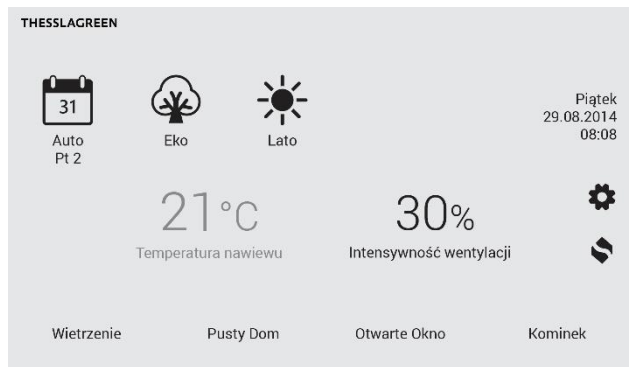 THESSLAGREEN
31
Auto
Pt 2
Eko
Lato
Piątek
29.08.2014
08:08
21°C
Temperatura nawiewu
30%
Intensywność wentylacji
Wietrzenie
Pusty Dom
Otwarte Okno
Kominek